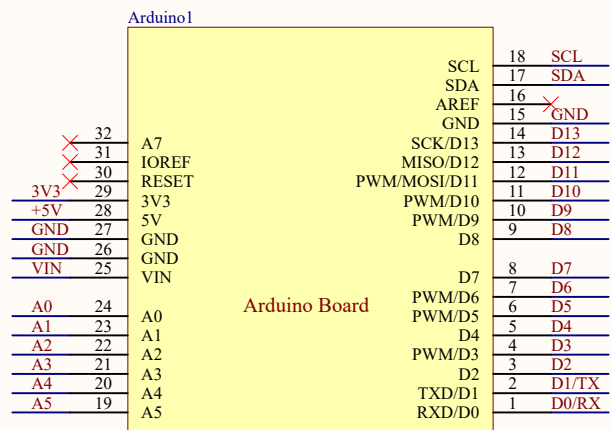 Arduino1
18 SCL
SCL
17 SDA
SDA
16
AREF
15 GND
GND
32
A7
14 D13
SCK/D13
31
IOREF
13 D12
MISO/D12
30
RESET
12 D11
PWM/MOSI/D11
3V3 29
3V3
11 D10
PWM/D10
+5V 28
5V
10 D9
PWM/D9
GND 27
GND
9 D8
D8
GND 26
GND
VIN 25
VIN
8 D7
D7
7 D6
PWM/D6
Arduino Board
A0 24
A0
6 D5
PWM/D5
A1 23
A1
5 D4
D4
A2 22
A2
4 D3
PWM/D3
A3 21
A3
3 D2
D2
A4 20
A4
2 D1/TX
TXD/D1
A5 19
A5
1 D0/RX
RXD/D0